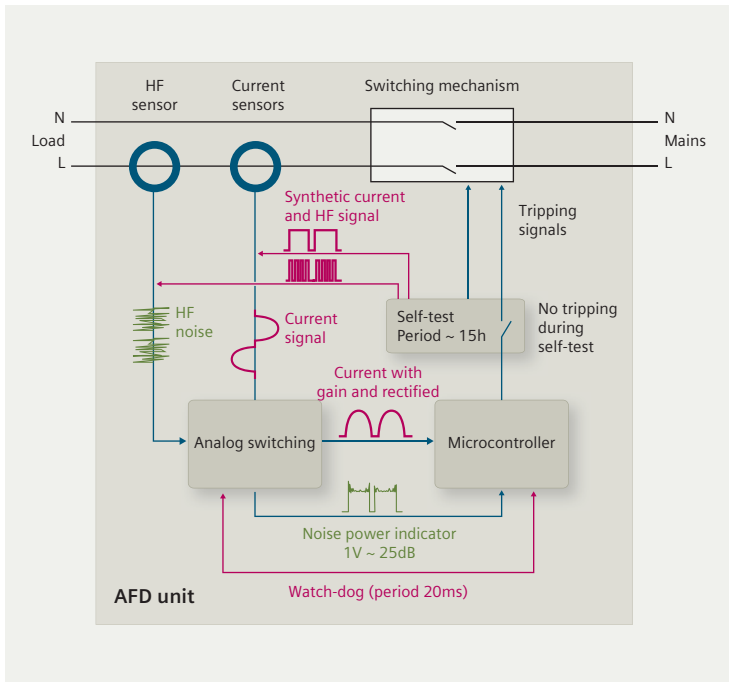 HF
sensor
Current
sensors
Switching mechanism
N
Load
L
N
Mains
L
Synthetic current
and HF signal
Tripping
signals
HF
noise
Current
signal
Self-test
Period ~ 15h
No tripping
during
self-test
Current with
gain and rectified
Analog switching
Microcontroller
Noise power indicator
1V ~ 25dB
Watch-dog (period 20ms)
AFD unit